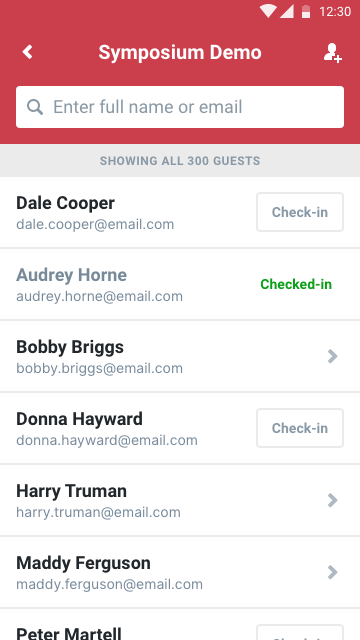 12:30
Symposium Demo
Enter full name or email
SHOWING ALL 300 GUESTS
Dale Cooper
dale.cooper@email.com
Check-in
Audrey Horne
audrey.horne@email.com
Checked-in
Bobby Briggs
bobby.briggs@email.com
Donna Hayward
donna.hayward@email.com
Check-in
Harry Truman
harry.truman@email.com
Maddy Ferguson
maddy.ferguson@email.com
Peter Martell
Check-in